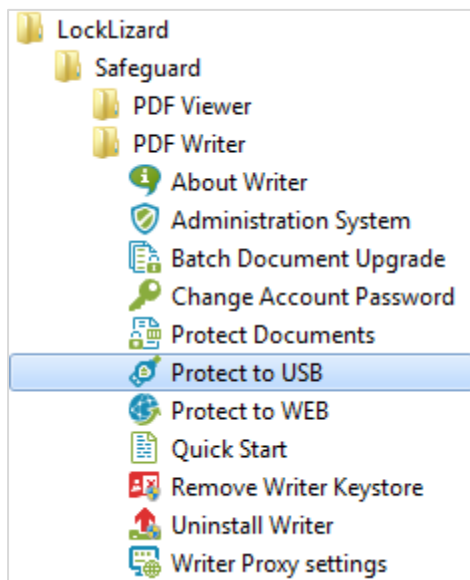 LockLizard
Safeguard
PDF Viewer
PDF Writer
About Writer
Administration System
Batch Document Upgrade
Change Account Password
Protect Documents
Protect to USB
Protect to WEB
Quick Start
Remove Writer Keystore
Uninstall Writer
Writer Proxy settings